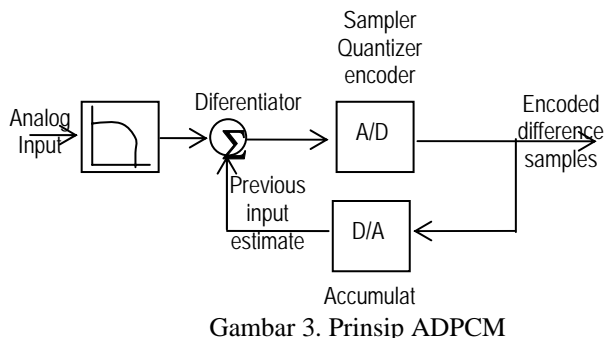 Sampler
Quantizer
encoder
Diferentiator
Analog
Input
Σ
A/D
Encoded
difference
samples
Previous
input
estimate
D/A
Accumulat
Gambar 3. Prinsip ADPCM